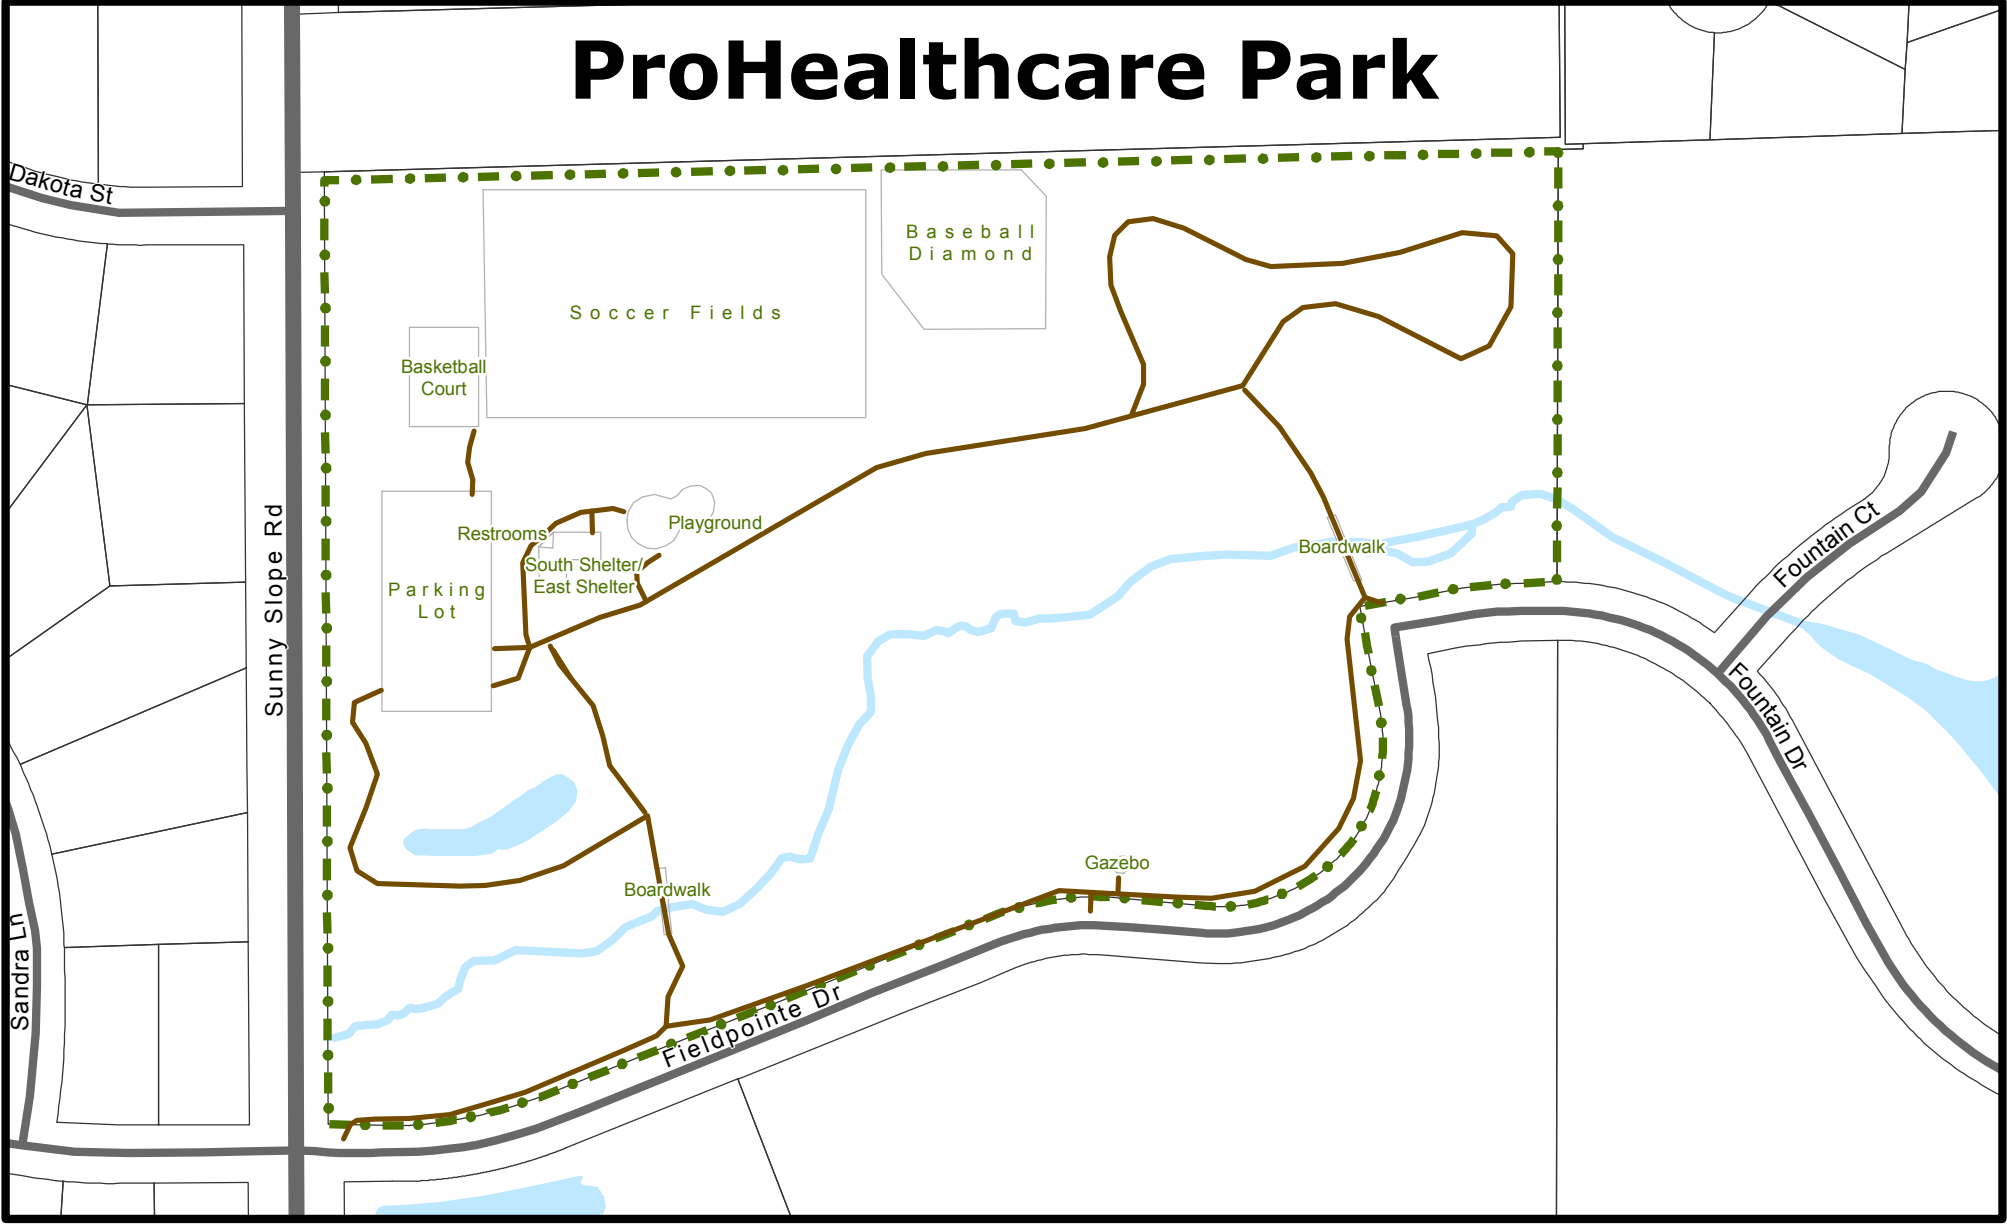 ProHealthcare Park
Dakota St
Baseball
Diamond
Soccer Fields
Basketball
Court
Sunny Slope Rd
Restrooms
Playground
South Shelter/
East Shelter
Parking
Lot
Boardwalk
Fountain Ct
Fountain Dr
Gazebo
Boardwalk
Sandra Ln
Fieldpointe Dr